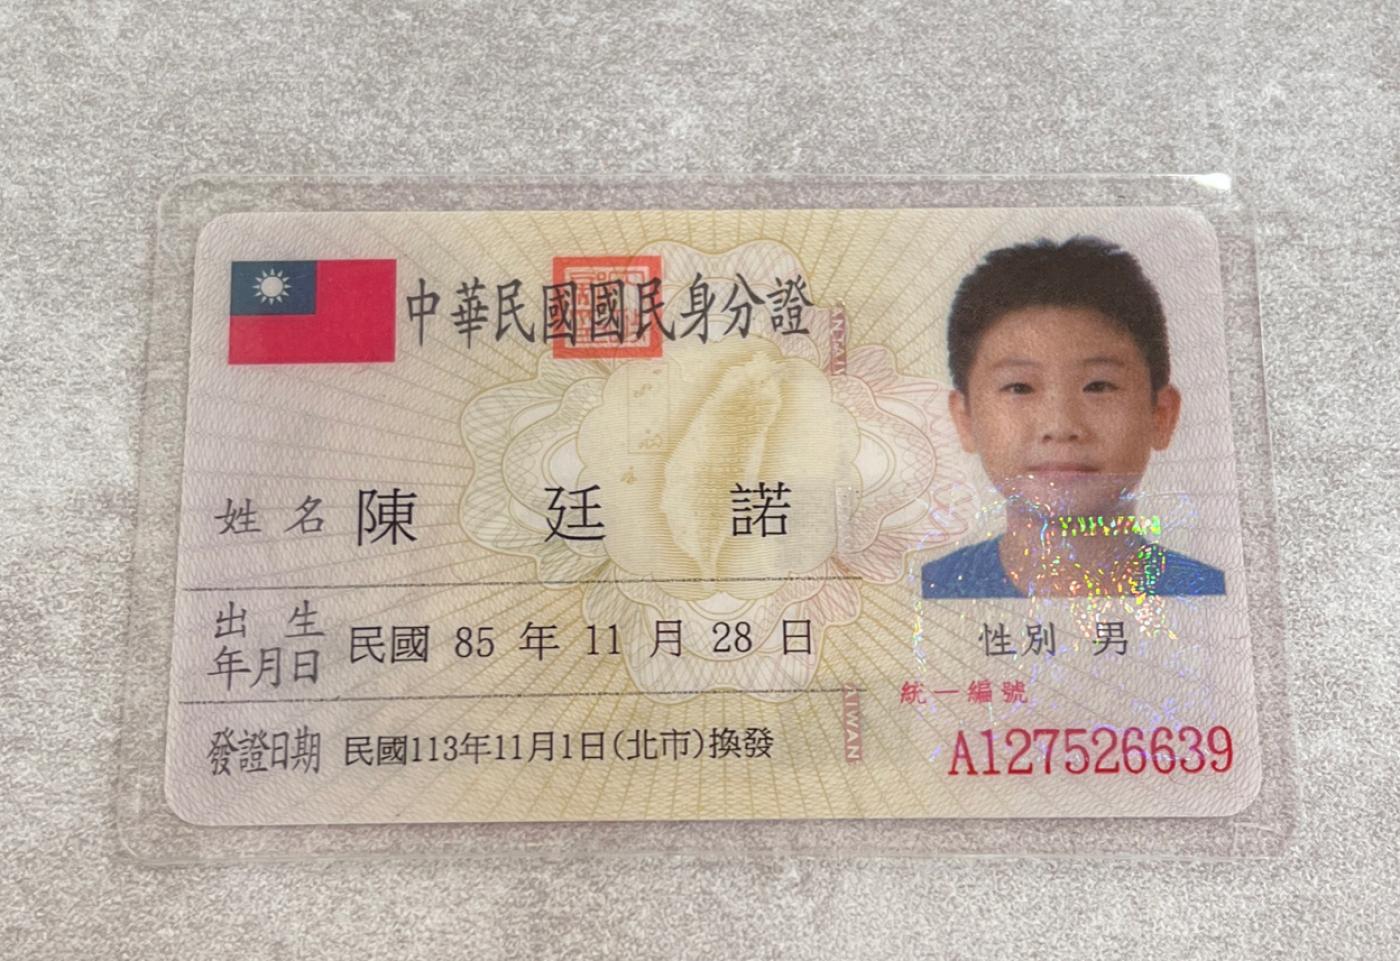 中華民國國民身分證
姓名 陳廷諾
出生年月日 民國 85 年 11 月 28 日
發證日期 民國113年11月1日(北市)換發
性別 男
統一編號
A127526639
TAIWAN